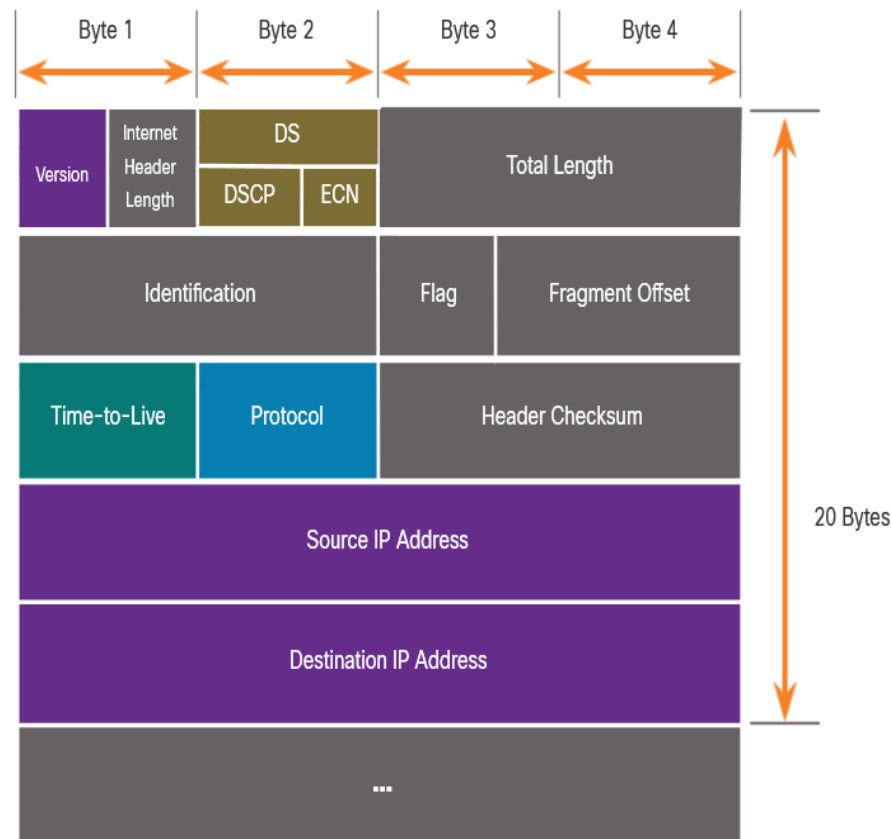 Byte 1
Byte 2
Byte 3
Byte 4
Version
Internet
Header
Length
DS
DSCP
ECN
Total Length
Identification
Flag
Fragment Offset
Time-to-Live
Protocol
Header Checksum
Source IP Address
20 Bytes
Destination IP Address
...